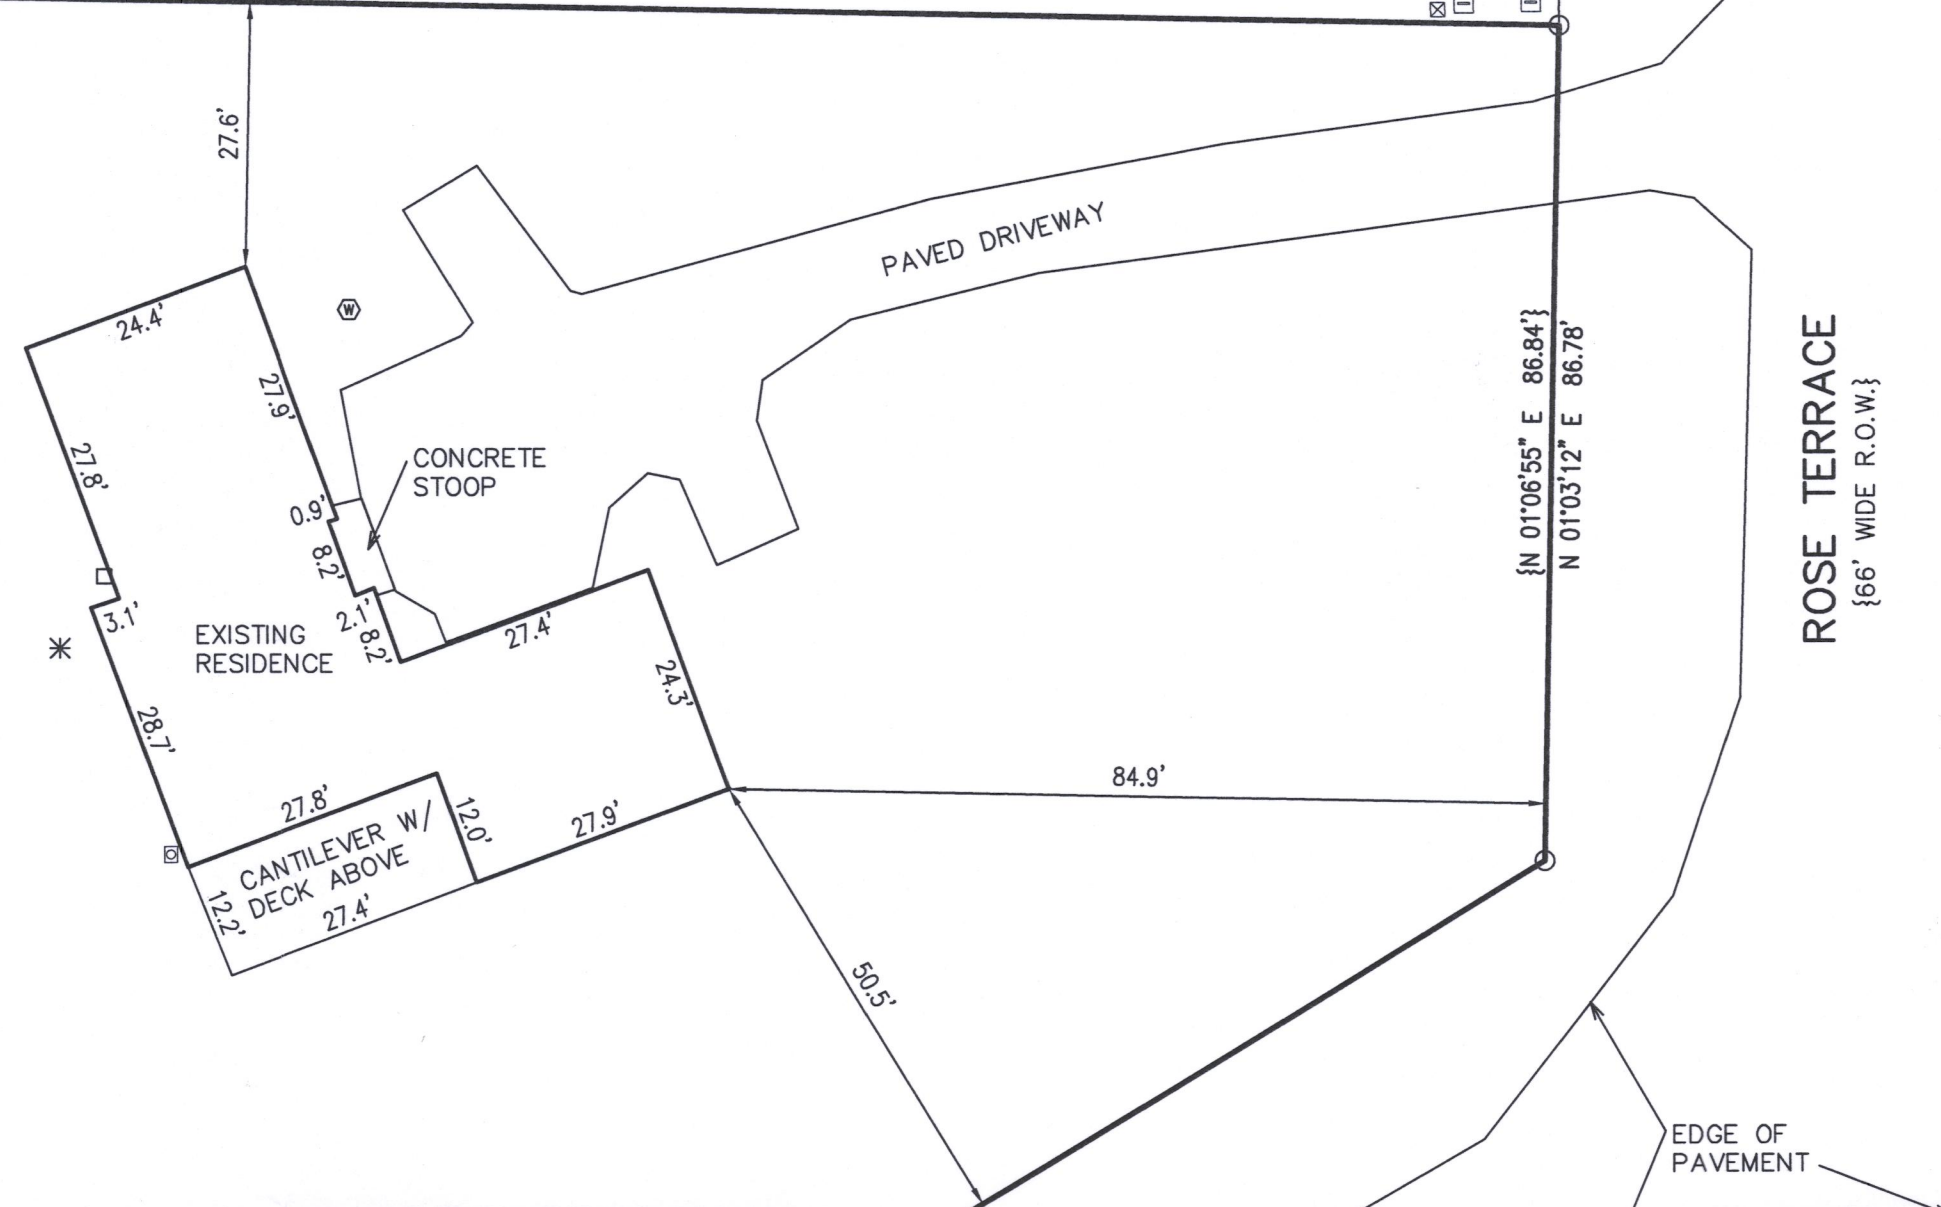 27.6'
PAVED DRIVEWAY
24.4'
W
27.9'
27.8'
CONCRETE
STOOP
0.9'
8.2'
2.1'
8.2'
3.1'
EXISTING
RESIDENCE
27.4'
24.3'
28.7'
27.8'
12.0'
27.9'
CANTILEVER W/
DECK ABOVE
12.2'
27.4'
84.9'
50.5'
{N 01°06'55" E 86.84'}
N 01°03'12" E 86.78'
ROSE TERRACE
{66' WIDE R.O.W.}
EDGE OF
PAVEMENT